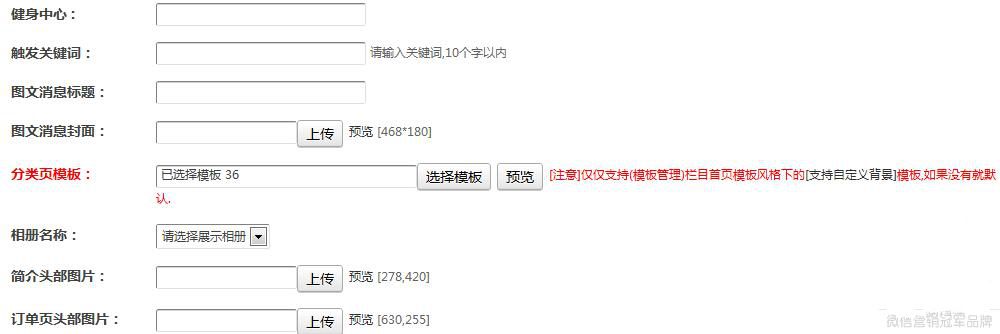 健身中心：
触发关键词： 请输入关键词,10个字以内
图文消息标题：
图文消息封面： 上传 预览 [468*180]
分类页模板： 已选择模板 36 选择模板 预览 [注意]仅仅支持(模板管理)栏目首页模板风格下的[支持自定义背景]模板,如果没有就默
认.
相册名称： 请选择展示相册
简介头部图片： 上传 预览 [278,420]
订单页头部图片： 上传 预览 [630,255]
微信营销冠军品牌